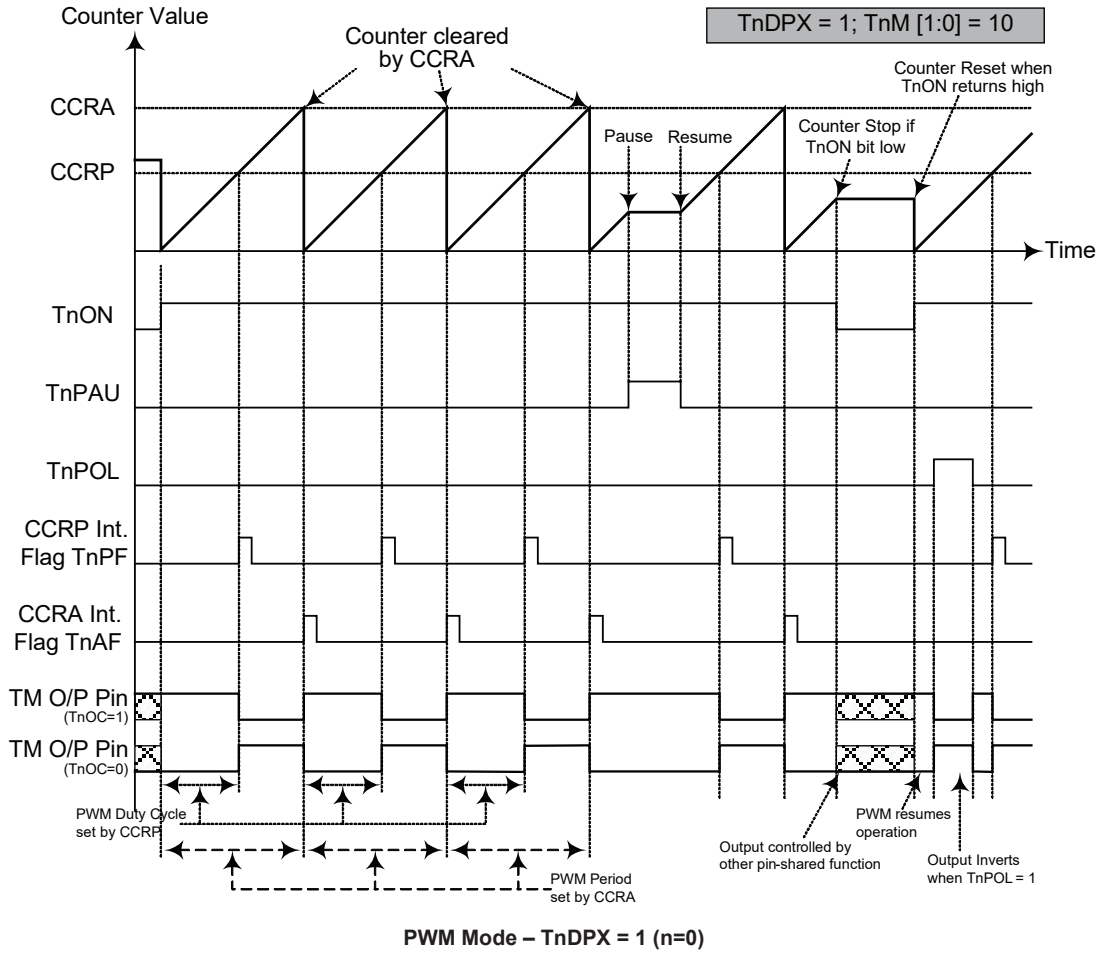 Counter Value
TnDPX = 1; TnM [1:0] = 10
Counter cleared
by CCRA
Counter Reset when
TnON returns high
CCRA
Counter Stop if
TnON bit low
Pause
Resume
CCRP
Time
TnON
TnPAU
TnPOL
CCRP Int.
Flag TnPF
CCRA Int.
Flag TnAF
TM O/P Pin
(TnOC=1)
TM O/P Pin
(TnOC=0)
PWM Duty Cycle
set by CCRP
PWM resumes
operation
Output controlled by
other pin-shared function
Output Inverts
when TnPOL = 1
PWM Period
set by CCRA
PWM Mode – TnDPX = 1 (n=0)